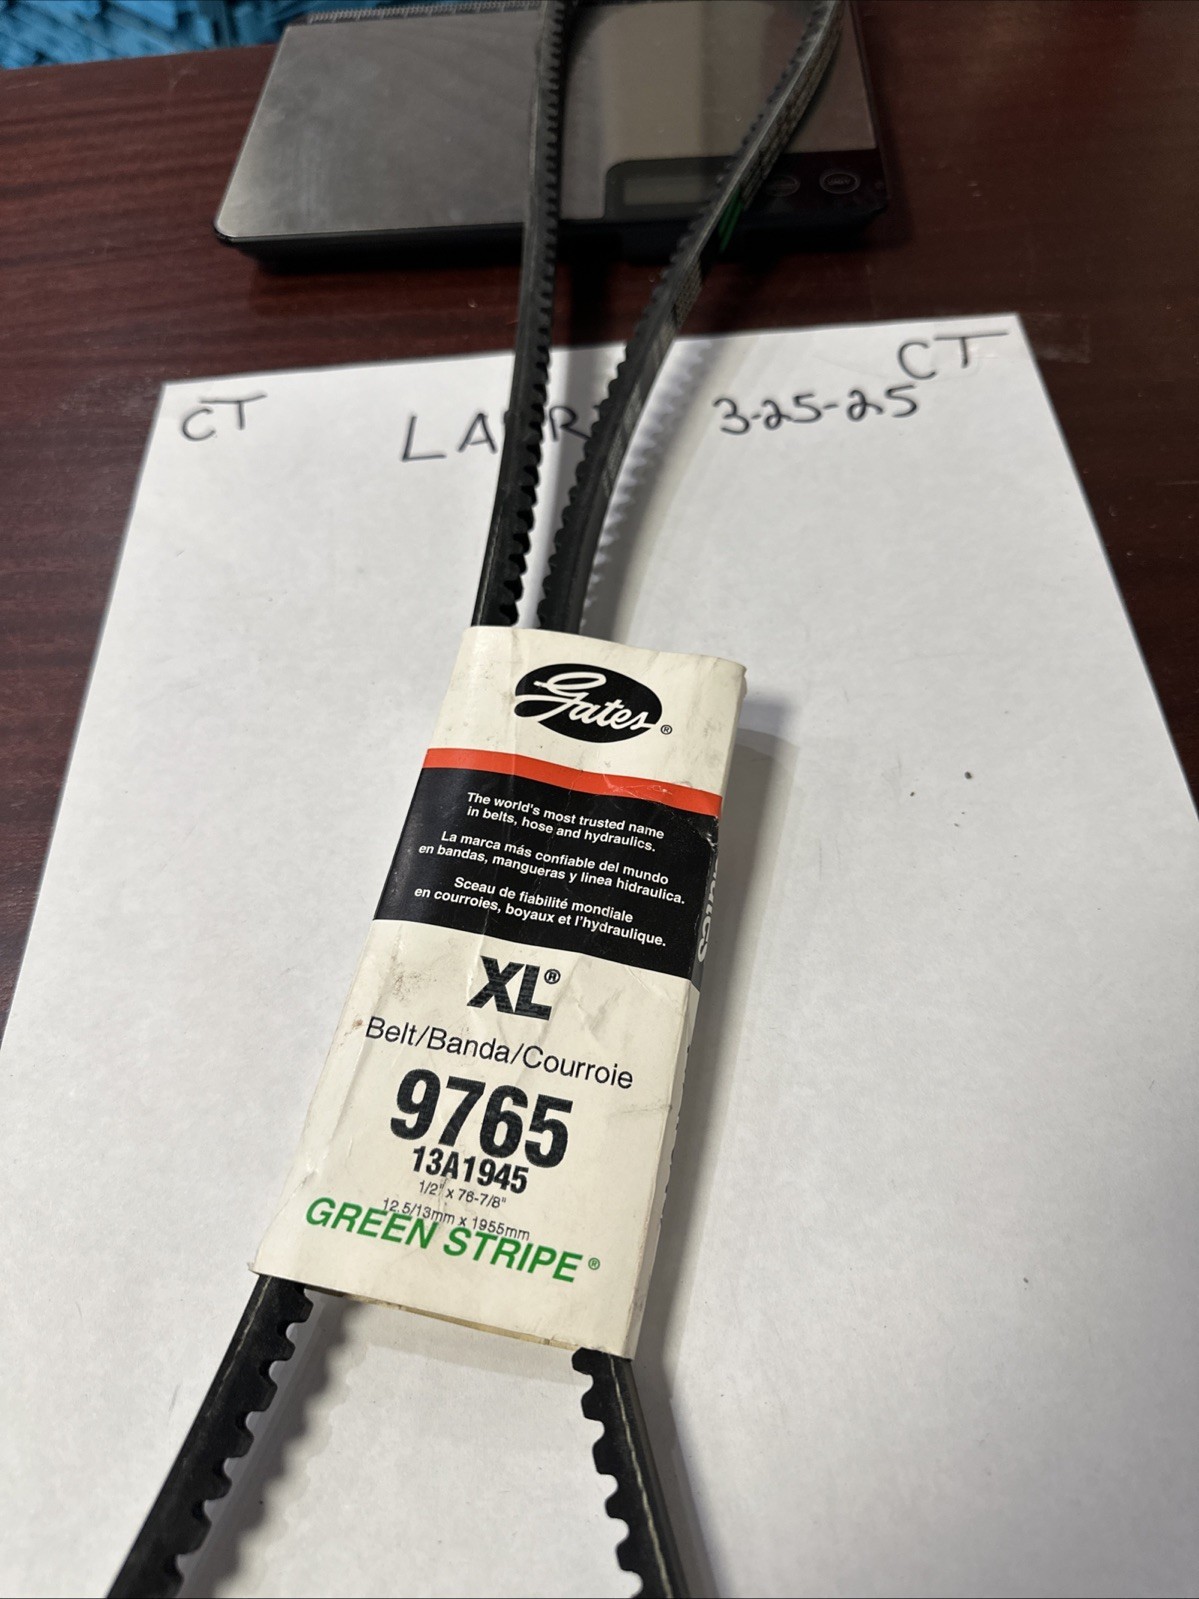 CT
CT
3-25-25
Gates®
The world's most trusted name
in belts, hose and hydraulics.
La marca más confiable del mundo
en bandas, mangueras y linea hidraulica.
Sceau de fiabilité mondiale
en courroies, boyaux et l'hydraulique.
XL®
Belt/Banda/Courroie
9765
13A1945
1/2" x 76-7/8"
12.5/13mm x 1955mm
GREEN STRIPE®